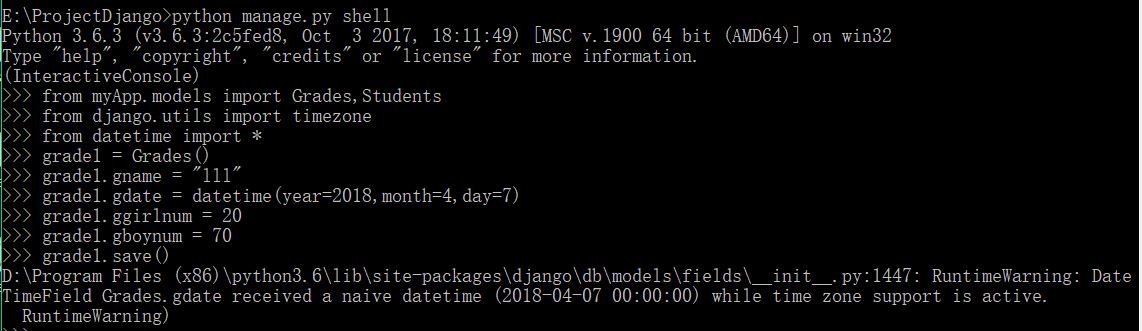 E:\ProjectDjango>python manage.py shell
Python 3.6.3 (v3.6.3:2c5fed8, Oct  3 2017, 18:11:49) [MSC v.1900 64 bit (AMD64)] on win32
Type "help", "copyright", "credits" or "license" for more information.
(InteractiveConsole)
>>> from myApp.models import Grades,Students
>>> from django.utils import timezone
>>> from datetime import *
>>> grade1 = Grades()
>>> grade1.gname = "111"
>>> grade1.gdate = datetime(year=2018,month=4,day=7)
>>> grade1.ggirlnum = 20
>>> grade1.gboynum = 70
>>> grade1.save()
D:\Program Files (x86)\python3.6\lib\site-packages\django\db\models\fields\__init__.py:1447: RuntimeWarning: Date
TimeField Grades.gdate received a naive datetime (2018-04-07 00:00:00) while time zone support is active.
  RuntimeWarning)
>>>